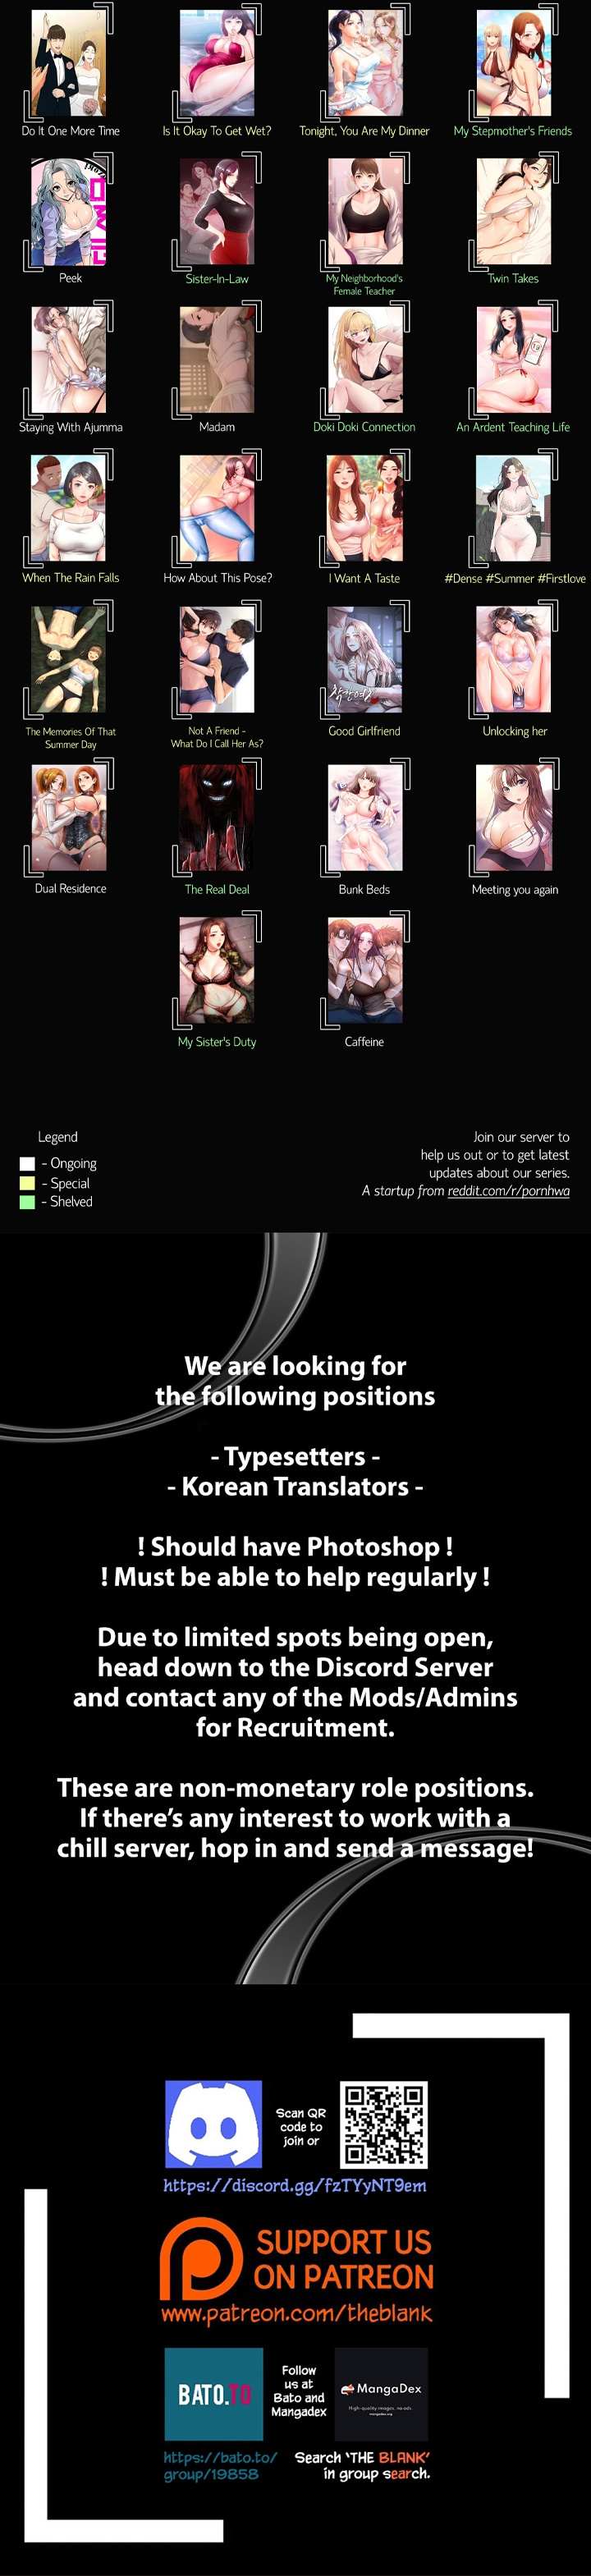 Do It One More Time
Is It Okay To Get Wet?
Tonight, You Are My Dinner
My Stepmother's Friends
Peek
Sister-In-Law
My Neighborhood's
Female Teacher
Twin Takes
Staying With Ajumma
Madam
Doki Doki Connection
An Ardent Teaching Life
When The Rain Falls
How About This Pose?
I Want A Taste
#Dense #Summer #Firstlove
The Memories Of That
Summer Day
Not A Friend -
What Do I Call Her As?
Good Girlfriend
Unlocking her
Dual Residence
The Real Deal
Bunk Beds
Meeting you again
My Sister's Duty
Caffeine
Legend
- Ongoing
- Special
- Shelved
Join our server to
help us out or to get latest
updates about our series.
A startup from reddit.com/r/pornhwa
We are looking for
the following positions
- Typesetters -
- Korean Translators -
! Should have Photoshop !
! Must be able to help regularly !
Due to limited spots being open,
head down to the Discord Server
and contact any of the Mods/Admins
for Recruitment.
These are non-monetary role positions.
If there's any interest to work with a
chill server, hop in and send a message!
Scan QR
code to
join or
https://discord.gg/fzTYyNT9em
SUPPORT US
ON PATREON
www.patreon.com/theblank
BATO.TO
Follow
us at
Bato and
Mangadex
MangaDex
High-quality images, no ads
mangadex.org
https://bato.to/
group/19858
Search 'THE BLANK'
in group search.